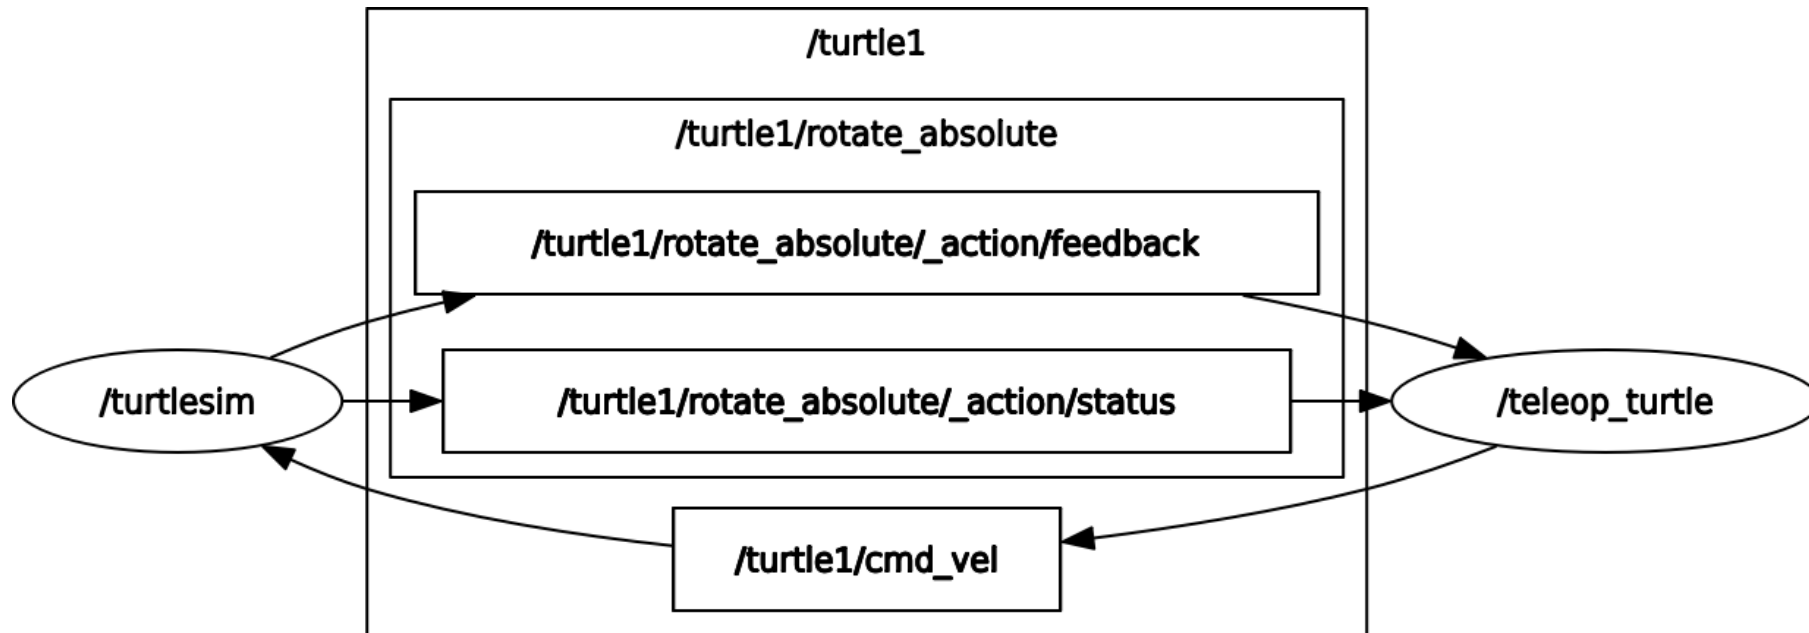 /turtle1
/turtle1/rotate_absolute
/turtle1/rotate_absolute/_action/feedback
/turtlesim
/turtle1/rotate_absolute/_action/status
/teleop_turtle
/turtle1/cmd_vel